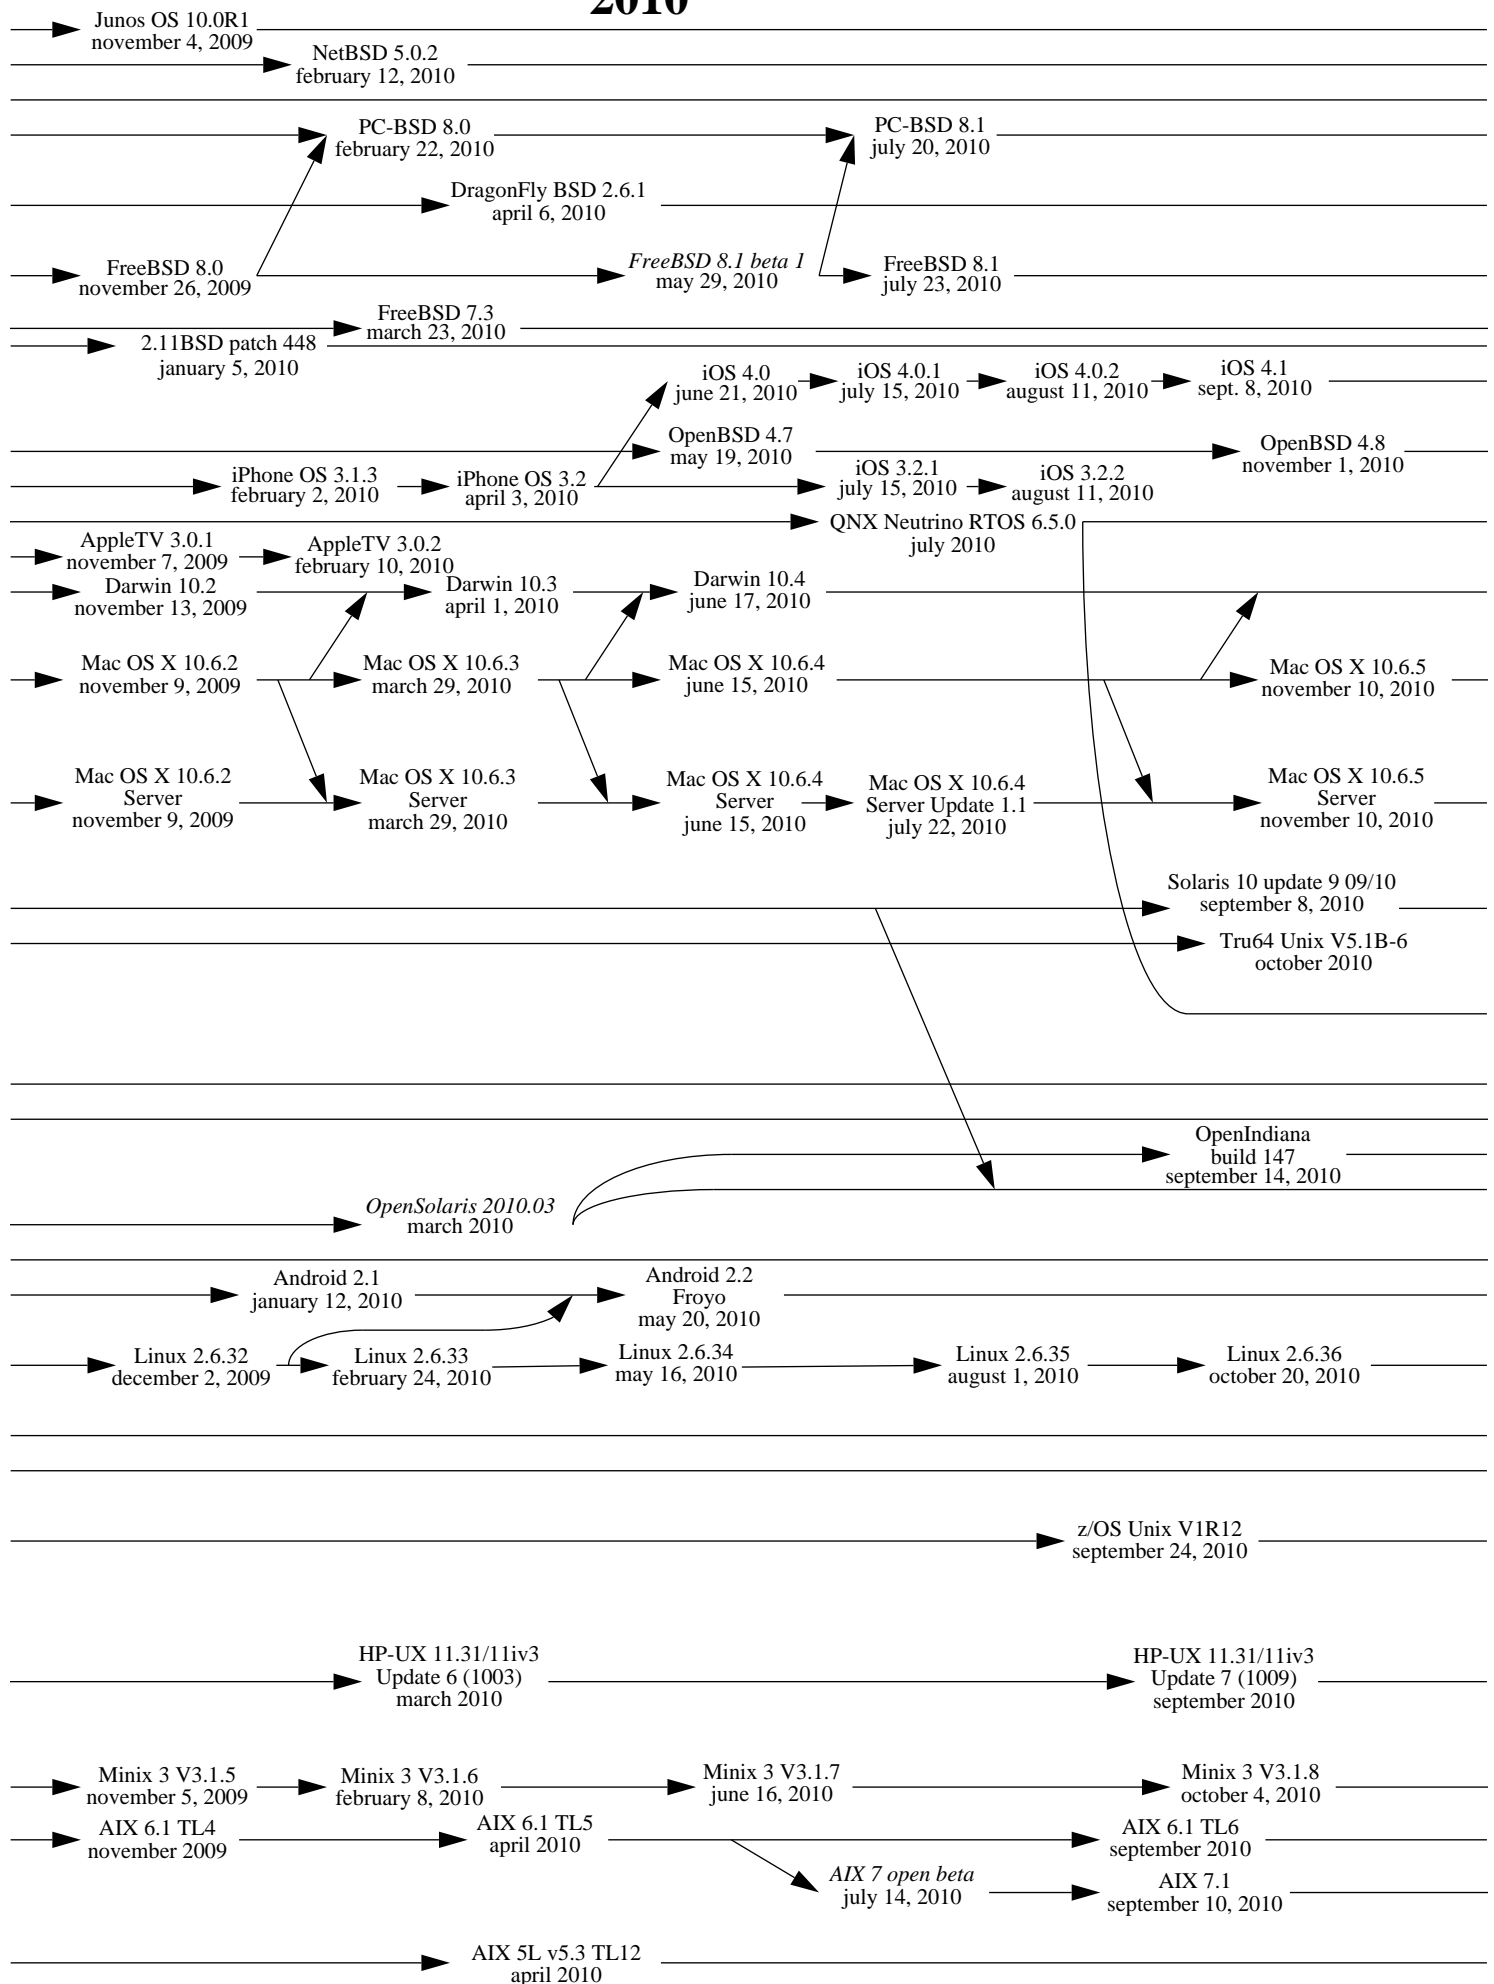 2010
Junos OS 10.0R1
november 4, 2009
NetBSD 5.0.2
february 12, 2010
PC-BSD 8.0
february 22, 2010
PC-BSD 8.1
july 20, 2010
DragonFly BSD 2.6.1
april 6, 2010
FreeBSD 8.0
november 26, 2009
FreeBSD 8.1 beta 1
may 29, 2010
FreeBSD 8.1
july 23, 2010
FreeBSD 7.3
march 23, 2010
2.11BSD patch 448
january 5, 2010
iOS 4.0
june 21, 2010
iOS 4.0.1
july 15, 2010
iOS 4.0.2
august 11, 2010
iOS 4.1
sept. 8, 2010
OpenBSD 4.7
may 19, 2010
OpenBSD 4.8
november 1, 2010
iPhone OS 3.1.3
february 2, 2010
iPhone OS 3.2
april 3, 2010
iOS 3.2.1
july 15, 2010
iOS 3.2.2
august 11, 2010
QNX Neutrino RTOS 6.5.0
july 2010
AppleTV 3.0.1
november 7, 2009
AppleTV 3.0.2
february 10, 2010
Darwin 10.2
november 13, 2009
Darwin 10.3
april 1, 2010
Darwin 10.4
june 17, 2010
Mac OS X 10.6.2
november 9, 2009
Mac OS X 10.6.3
march 29, 2010
Mac OS X 10.6.4
june 15, 2010
Mac OS X 10.6.5
november 10, 2010
Mac OS X 10.6.2
Server
november 9, 2009
Mac OS X 10.6.3
Server
march 29, 2010
Mac OS X 10.6.4
Server
june 15, 2010
Mac OS X 10.6.4
Server Update 1.1
july 22, 2010
Mac OS X 10.6.5
Server
november 10, 2010
Solaris 10 update 9 09/10
september 8, 2010
Tru64 Unix V5.1B-6
october 2010
OpenIndiana
build 147
september 14, 2010
OpenSolaris 2010.03
march 2010
Android 2.1
january 12, 2010
Android 2.2
Froyo
may 20, 2010
Linux 2.6.32
december 2, 2009
Linux 2.6.33
february 24, 2010
Linux 2.6.34
may 16, 2010
Linux 2.6.35
august 1, 2010
Linux 2.6.36
october 20, 2010
z/OS Unix V1R12
september 24, 2010
HP-UX 11.31/11iv3
Update 6 (1003)
march 2010
HP-UX 11.31/11iv3
Update 7 (1009)
september 2010
Minix 3 V3.1.5
november 5, 2009
Minix 3 V3.1.6
february 8, 2010
Minix 3 V3.1.7
june 16, 2010
Minix 3 V3.1.8
october 4, 2010
AIX 6.1 TL4
november 2009
AIX 6.1 TL5
april 2010
AIX 6.1 TL6
september 2010
AIX 7 open beta
july 14, 2010
AIX 7.1
september 10, 2010
AIX 5L v5.3 TL12
april 2010